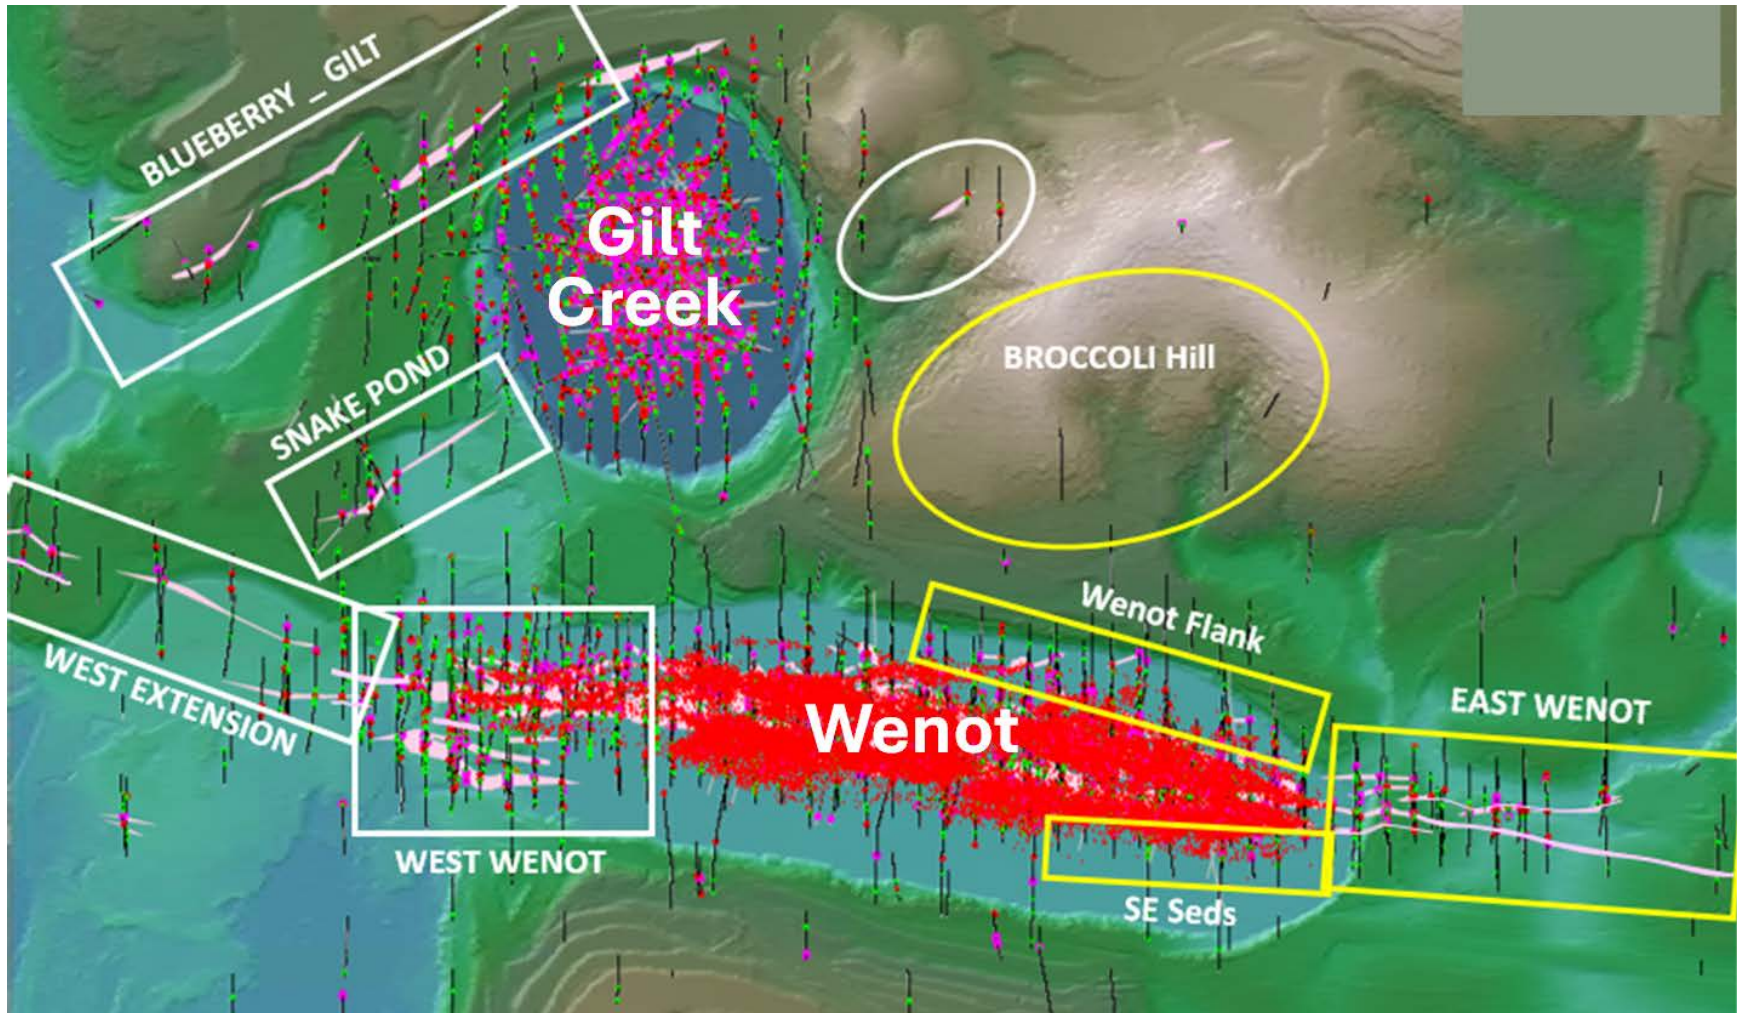 BLUEBERRY _ GILT
Gilt
Creek
BROCCOLI Hill
SNAKE POND
Wenot Flank
WEST EXTENSION
EAST WENOT
Wenot
WEST WENOT
SE Seds